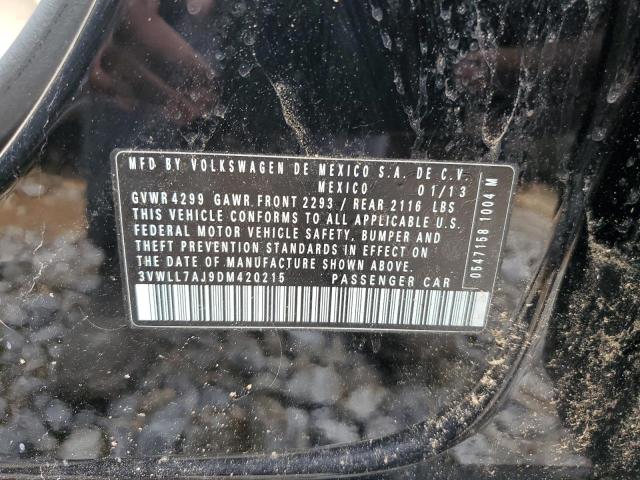 MFD BY VOLKSWAGEN DE MEXICO S.A. DE C.V.
MEXICO 01/13
GVWR 4299 GAWR FRONT 2293 / REAR 2116 LBS
THIS VEHICLE CONFORMS TO ALL APPLICABLE U.S.
FEDERAL MOTOR VEHICLE SAFETY, BUMPER AND
THEFT PREVENTION STANDARDS IN EFFECT ON
THE DATE OF MANUFACTURE SHOWN ABOVE.
3VWLL7AJ9DM420215 PASSENGER CAR
0547158 1004 M